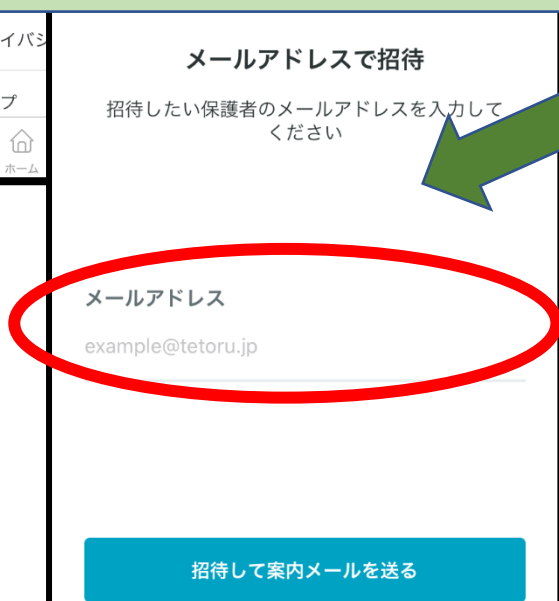 イバシ
プ
ホーム
メールアドレスで招待
招待したい保護者のメールアドレスを入力して
ください
メールアドレス
example@tetoru.jp
招待して案内メールを送る